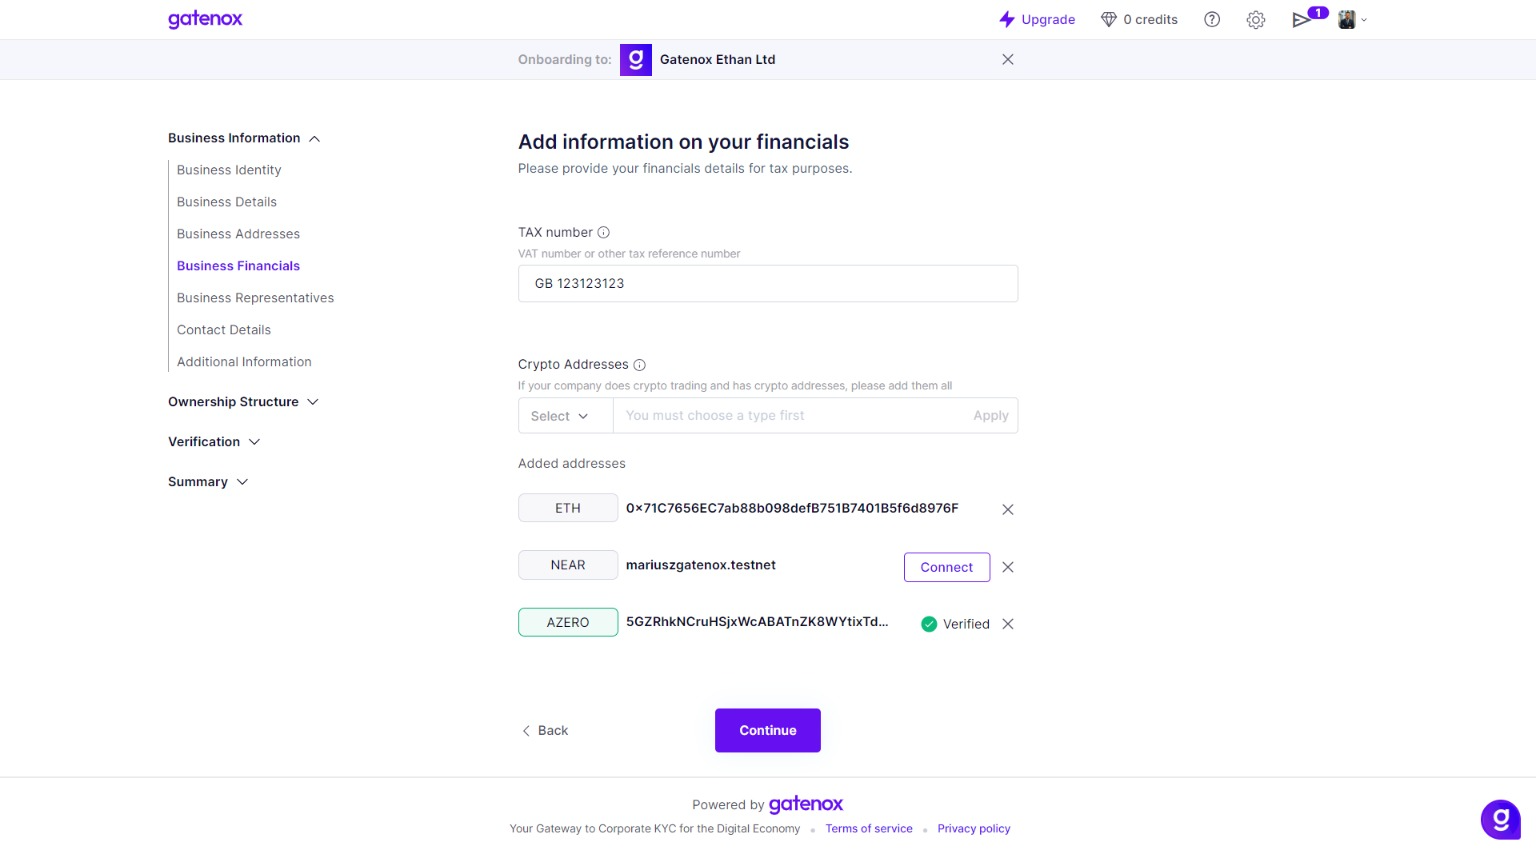 gatenox
Upgrade
0 credits
1
Onboarding to:
g
Gatenox Ethan Ltd
Business Information
Business Identity
Business Details
Business Addresses
Business Financials
Business Representatives
Contact Details
Additional Information
Ownership Structure
Verification
Summary
Add information on your financials
Please provide your financials details for tax purposes.
TAX number
VAT number or other tax reference number
GB 123123123
Crypto Addresses
If your company does crypto trading and has crypto addresses, please add them all
Select You must choose a type first Apply
Added addresses
ETH 0x71C7656EC7ab88b098defB751B7401B5f6d8976F
NEAR mariuszgatenox.testnet Connect
AZERO 5GZRhkNCruHSjxWcABATnZK8WYtixTd... Verified
Back
Continue
Powered by gatenox
Your Gateway to Corporate KYC for the Digital Economy • Terms of service • Privacy policy
g